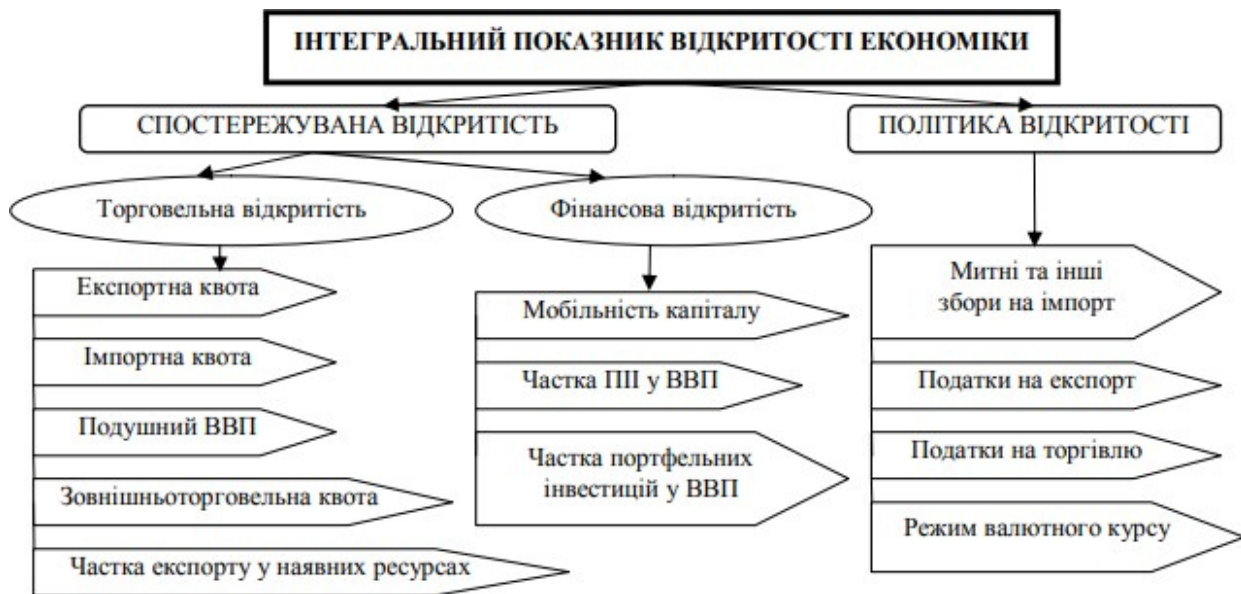 ІНТЕГРАЛЬНИЙ ПОКАЗНИК ВІДКРИТОСТІ ЕКОНОМІКИ
СПОСТЕРЕЖУВАНА ВІДКРИТІСТЬ
ПОЛІТИКА ВІДКРИТОСТІ
Торговельна відкритість
Фінансова відкритість
Експортна квота
Імпортна квота
Подушний ВВП
Зовнішньоторговельна квота
Частка експорту у наявних ресурсах
Мобільність капіталу
Частка ПІІ у ВВП
Частка портфельних
інвестицій у ВВП
Митні та інші
збори на імпорт
Податки на експорт
Податки на торгівлю
Режим валютного курсу